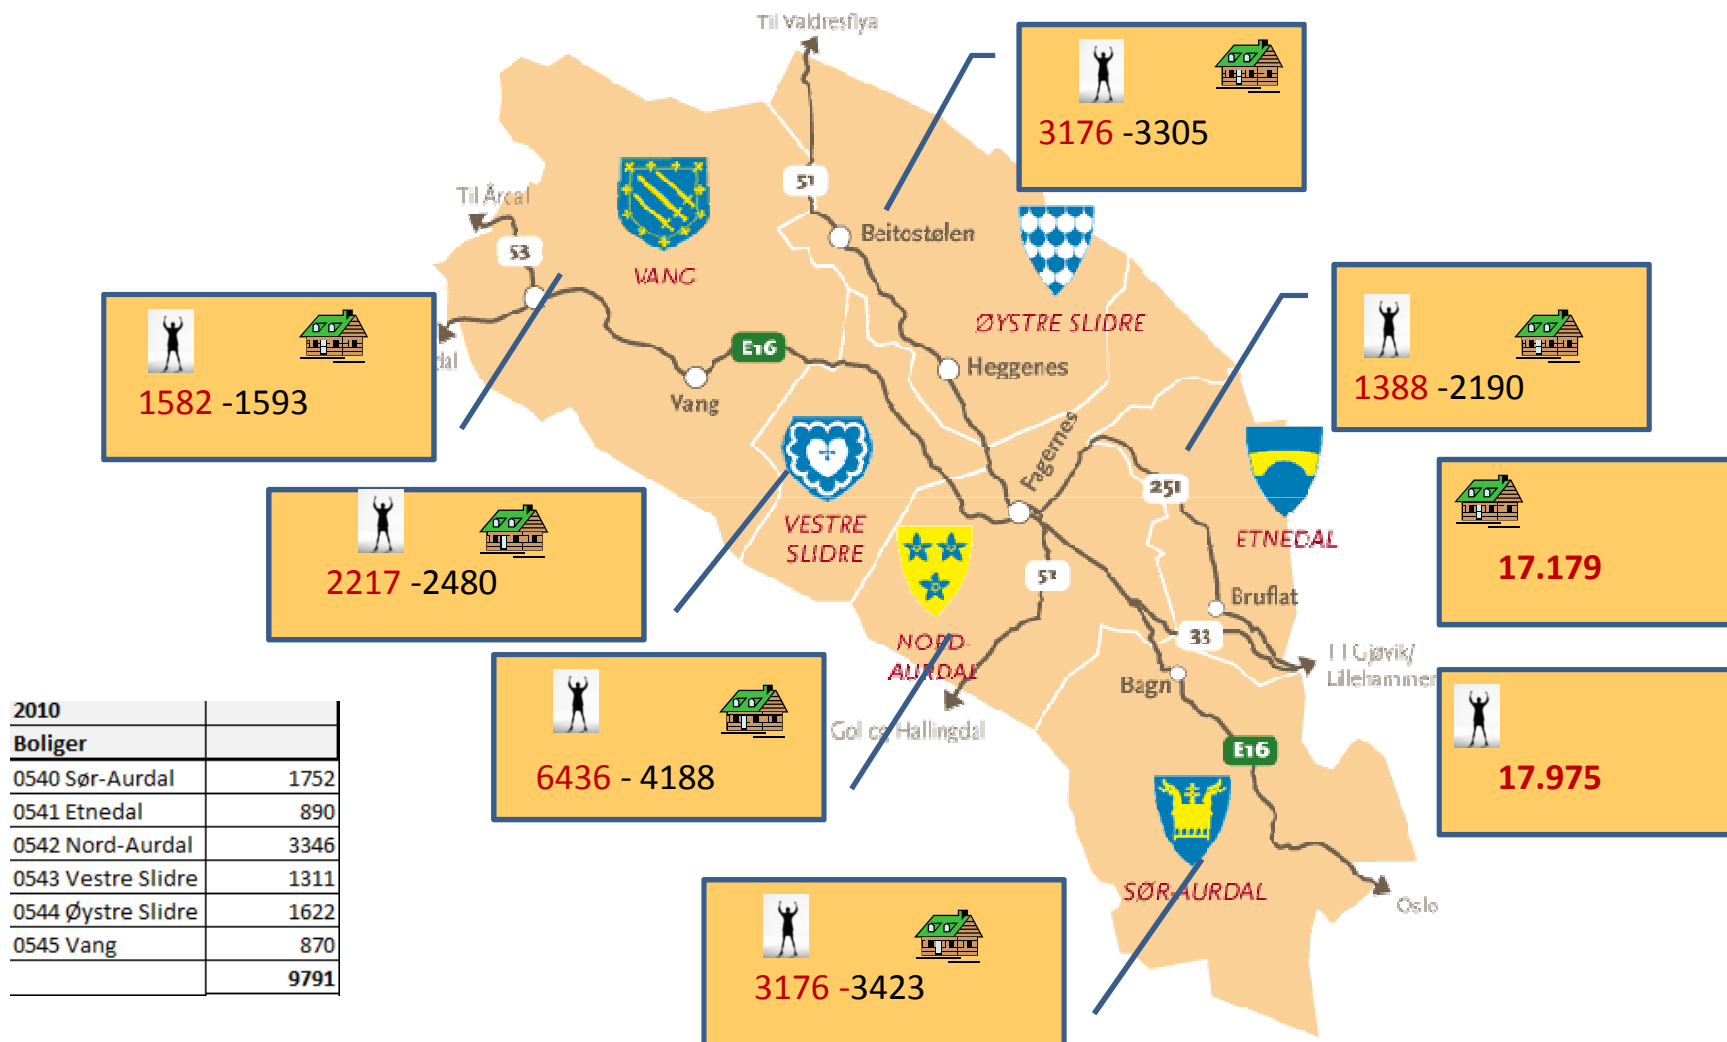 Til Valdresflya
3176 -3305
51
Til Årdal
Beitostølen
53
VANG
ØYSTRE SLIDRE
E16
dal
Heggenes
1582 -1593
Vang
1388 -2190
Fagernes
251
VESTRE
SLIDRE
ETNEDAL
2217 -2480
17.179
52
Bruflat
33
NORD-
AURDAL
Til Gjøvik/
Lillehammer
Bagn
Gol og Hallingdal
E16
6436 - 4188
17.975
2010
Boliger
0540 Sør-Aurdal 1752
0541 Etnedal 890
0542 Nord-Aurdal 3346
0543 Vestre Slidre 1311
0544 Øystre Slidre 1622
0545 Vang 870
9791
SØR-AURDAL
Oslo
3176 -3423